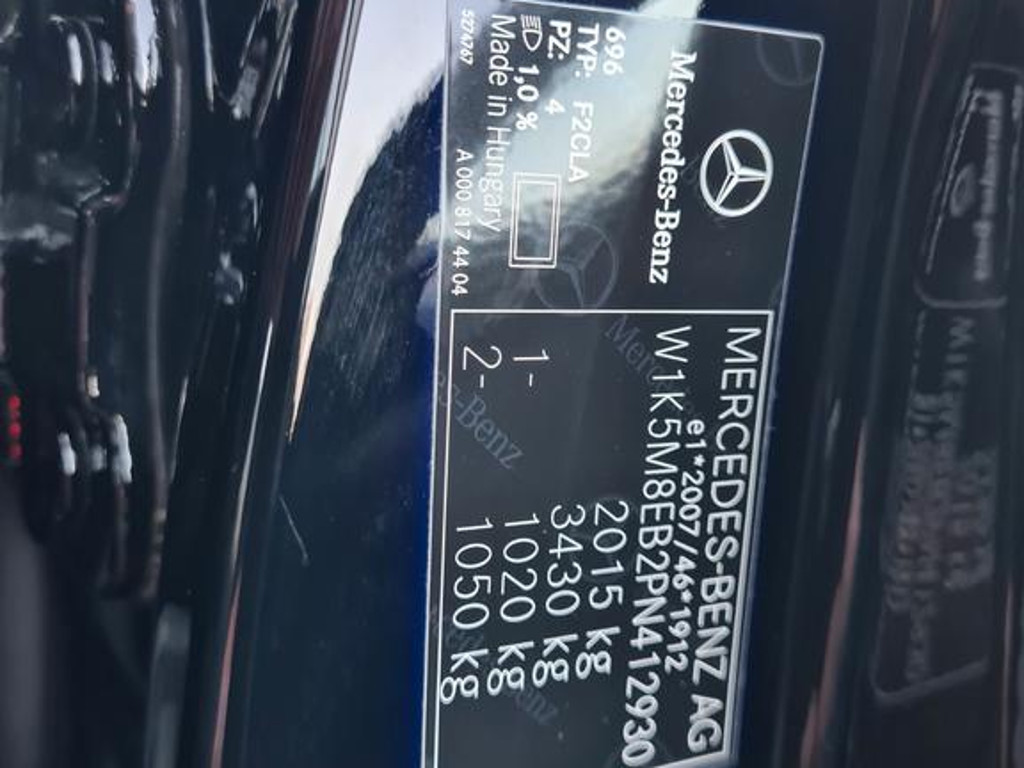 Mercedes-Benz
696
TYP: F2CLA
PZ: 4
1,0 %
Made in Hungary
5274767
A 000 817 44 04
MERCEDES-BENZ AG
e1*2007/46*1912
W1K5M8EB2PN412930
2015 kg
3430 kg
1- 1020 kg
2- 1050 kg